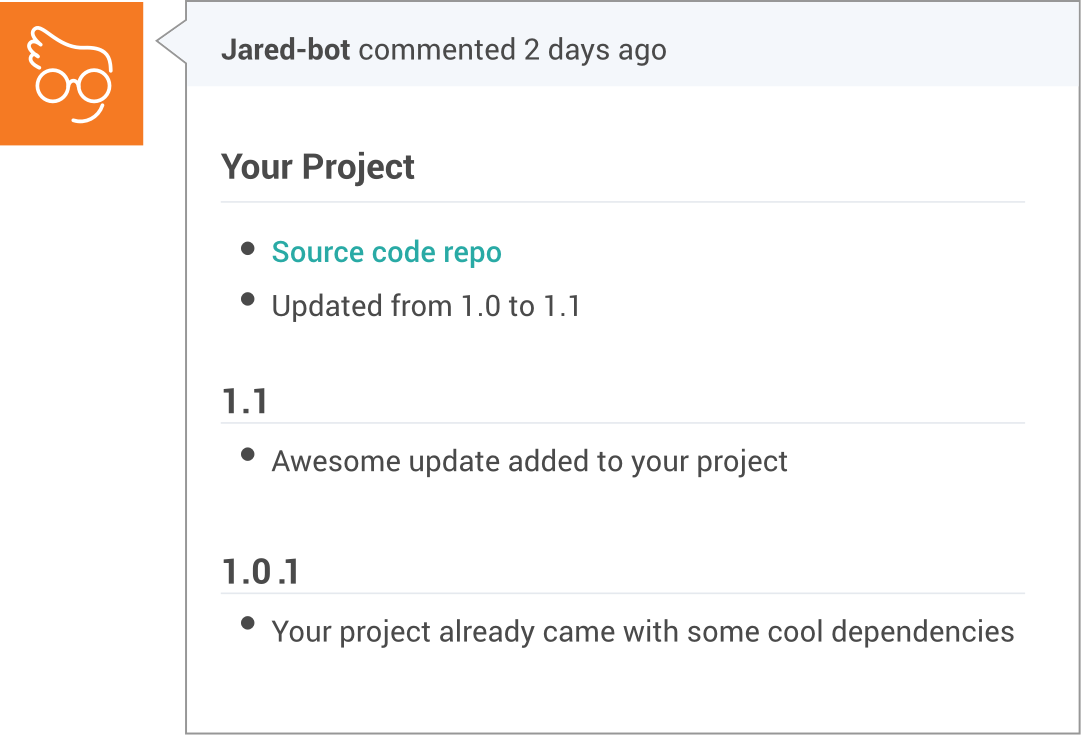 Jared-bot commented 2 days ago
Your Project
Source code repo
Updated from 1.0 to 1.1
1.1
Awesome update added to your project
1.0.1
Your project already came with some cool dependencies